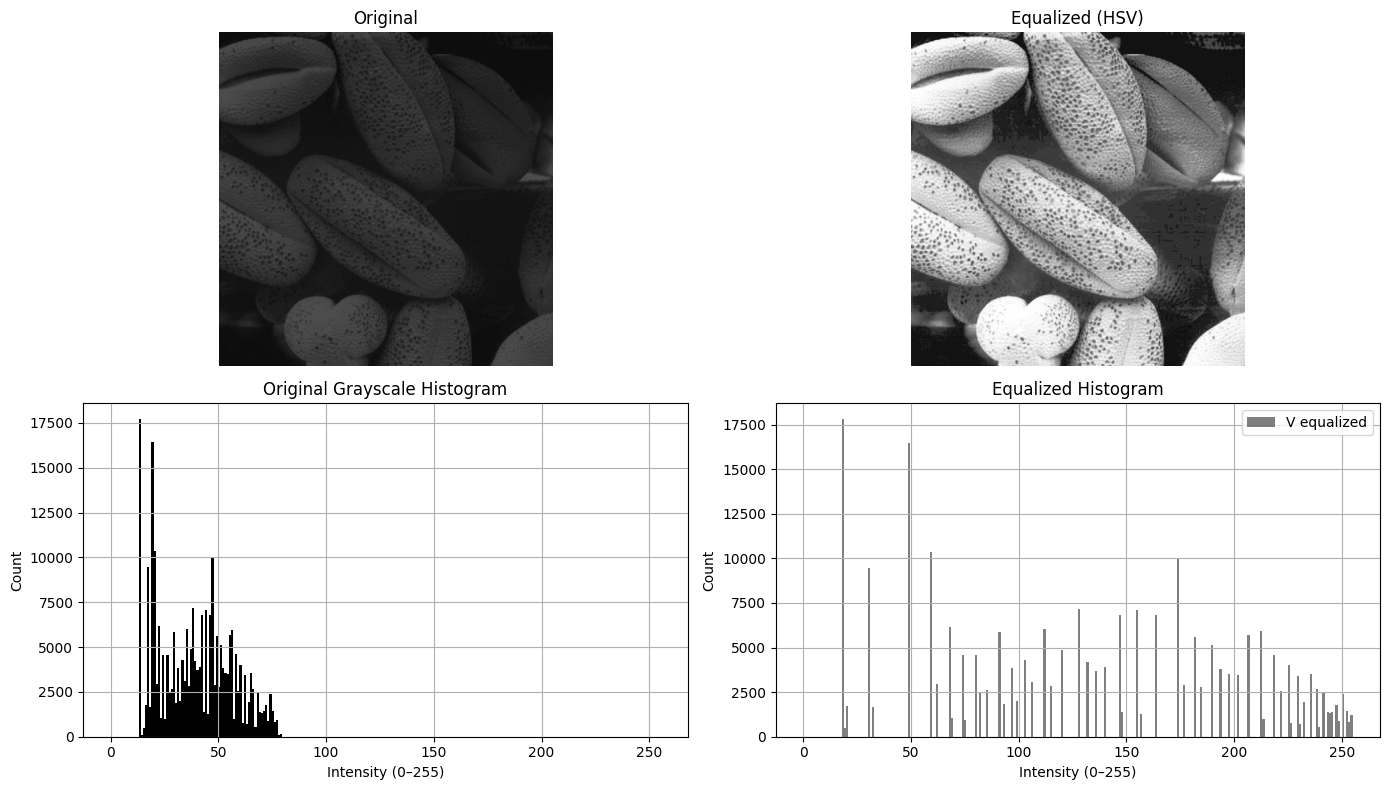 Original
Equalized (HSV)
Original Grayscale Histogram
17500
15000
12500
10000
7500
5000
2500
0
Count
0 50 100 150 200 250
Intensity (0–255)
Equalized Histogram
V equalized
17500
15000
12500
10000
7500
5000
2500
0
Count
0 50 100 150 200 250
Intensity (0–255)